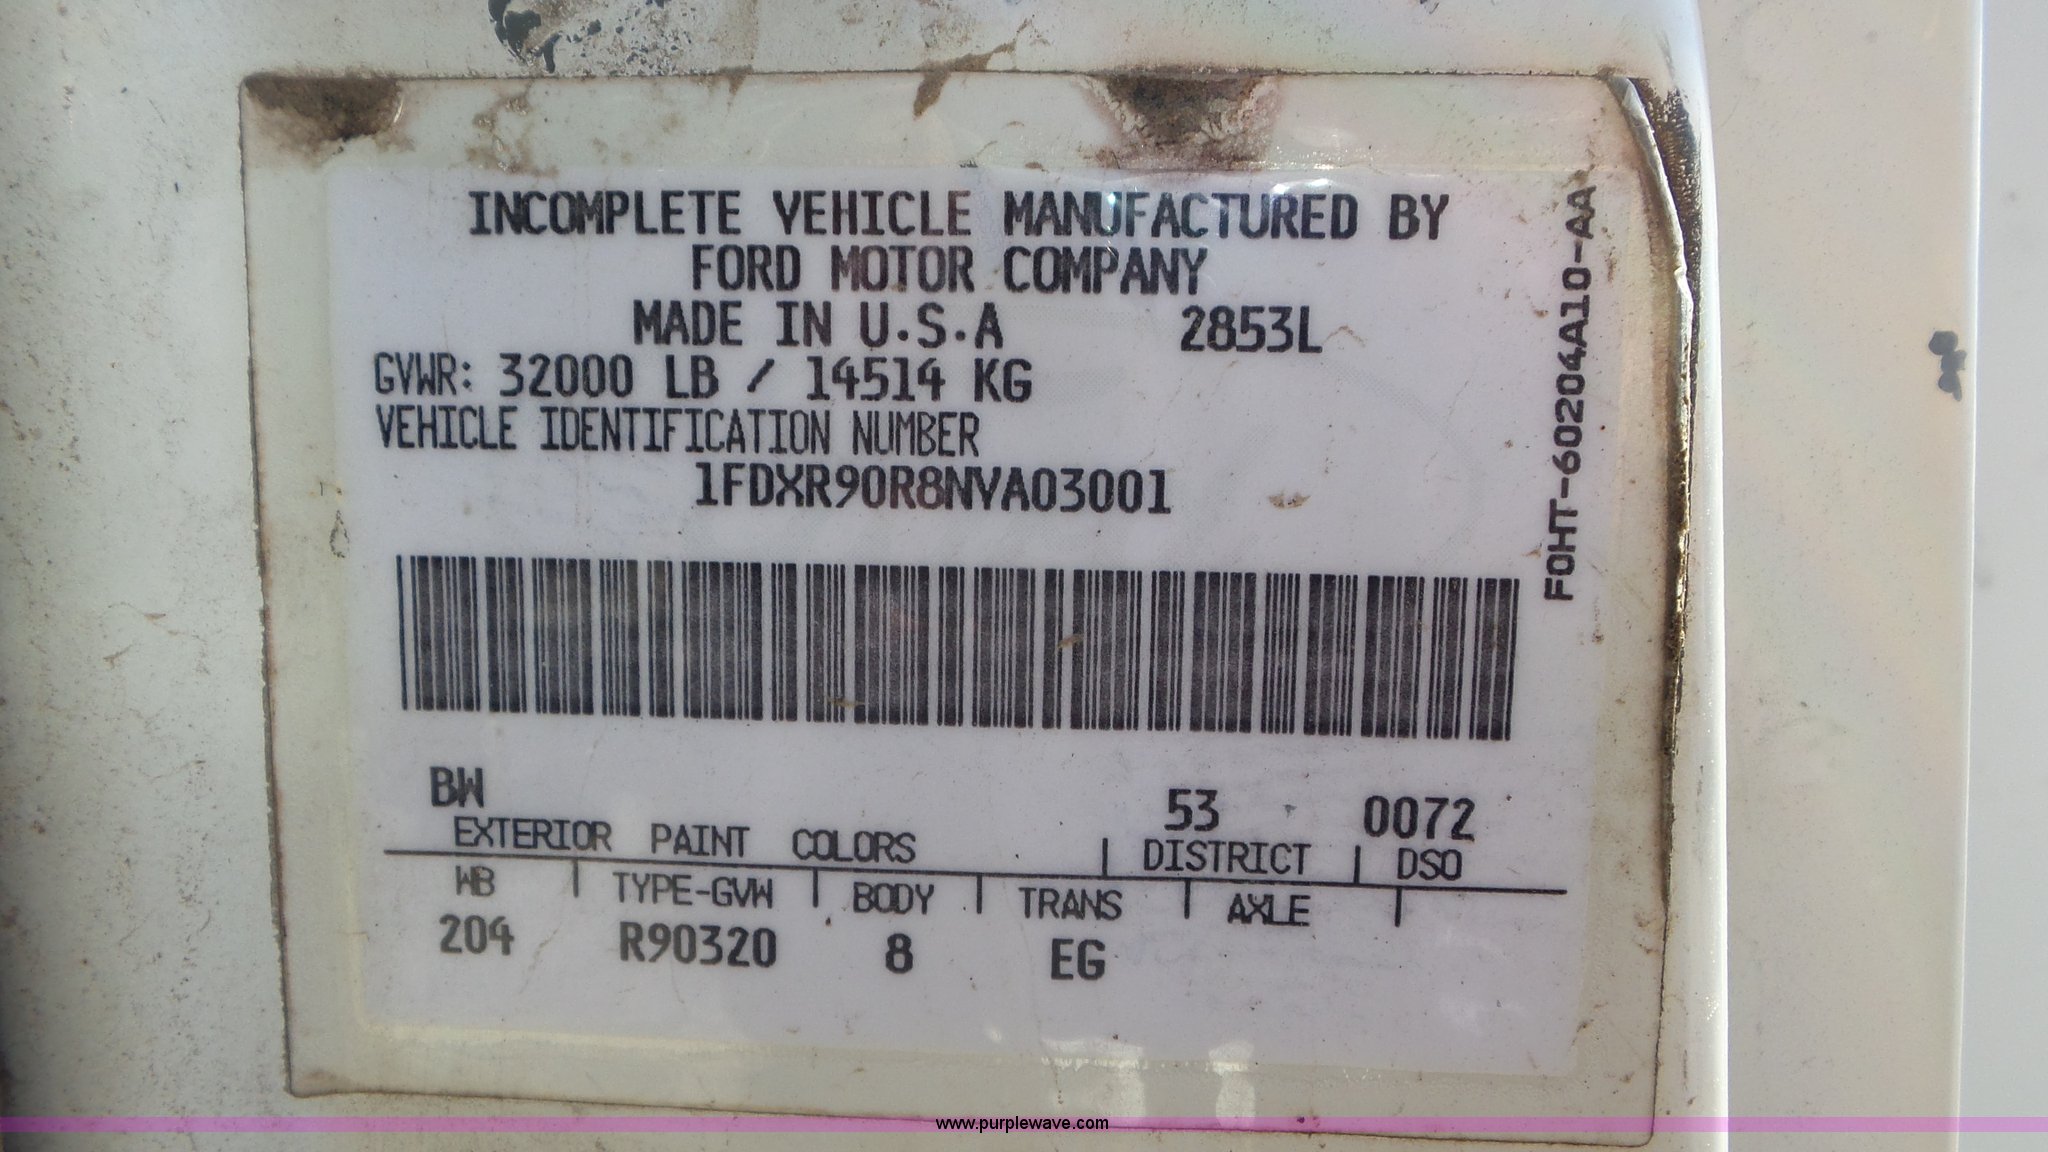 INCOMPLETE VEHICLE MANUFACTURED BY
FORD MOTOR COMPANY
MADE IN U.S.A 2853L
GVWR: 32000 LB / 14514 KG
VEHICLE IDENTIFICATION NUMBER
1FDXR90R8NVA03001
F0HT-60204A10-AA
BW 53 0072
EXTERIOR PAINT COLORS | DISTRICT | DSO
WB | TYPE-GVW | BODY | TRANS | AXLE |
204 R90320 8 EG
www.purplewave.com